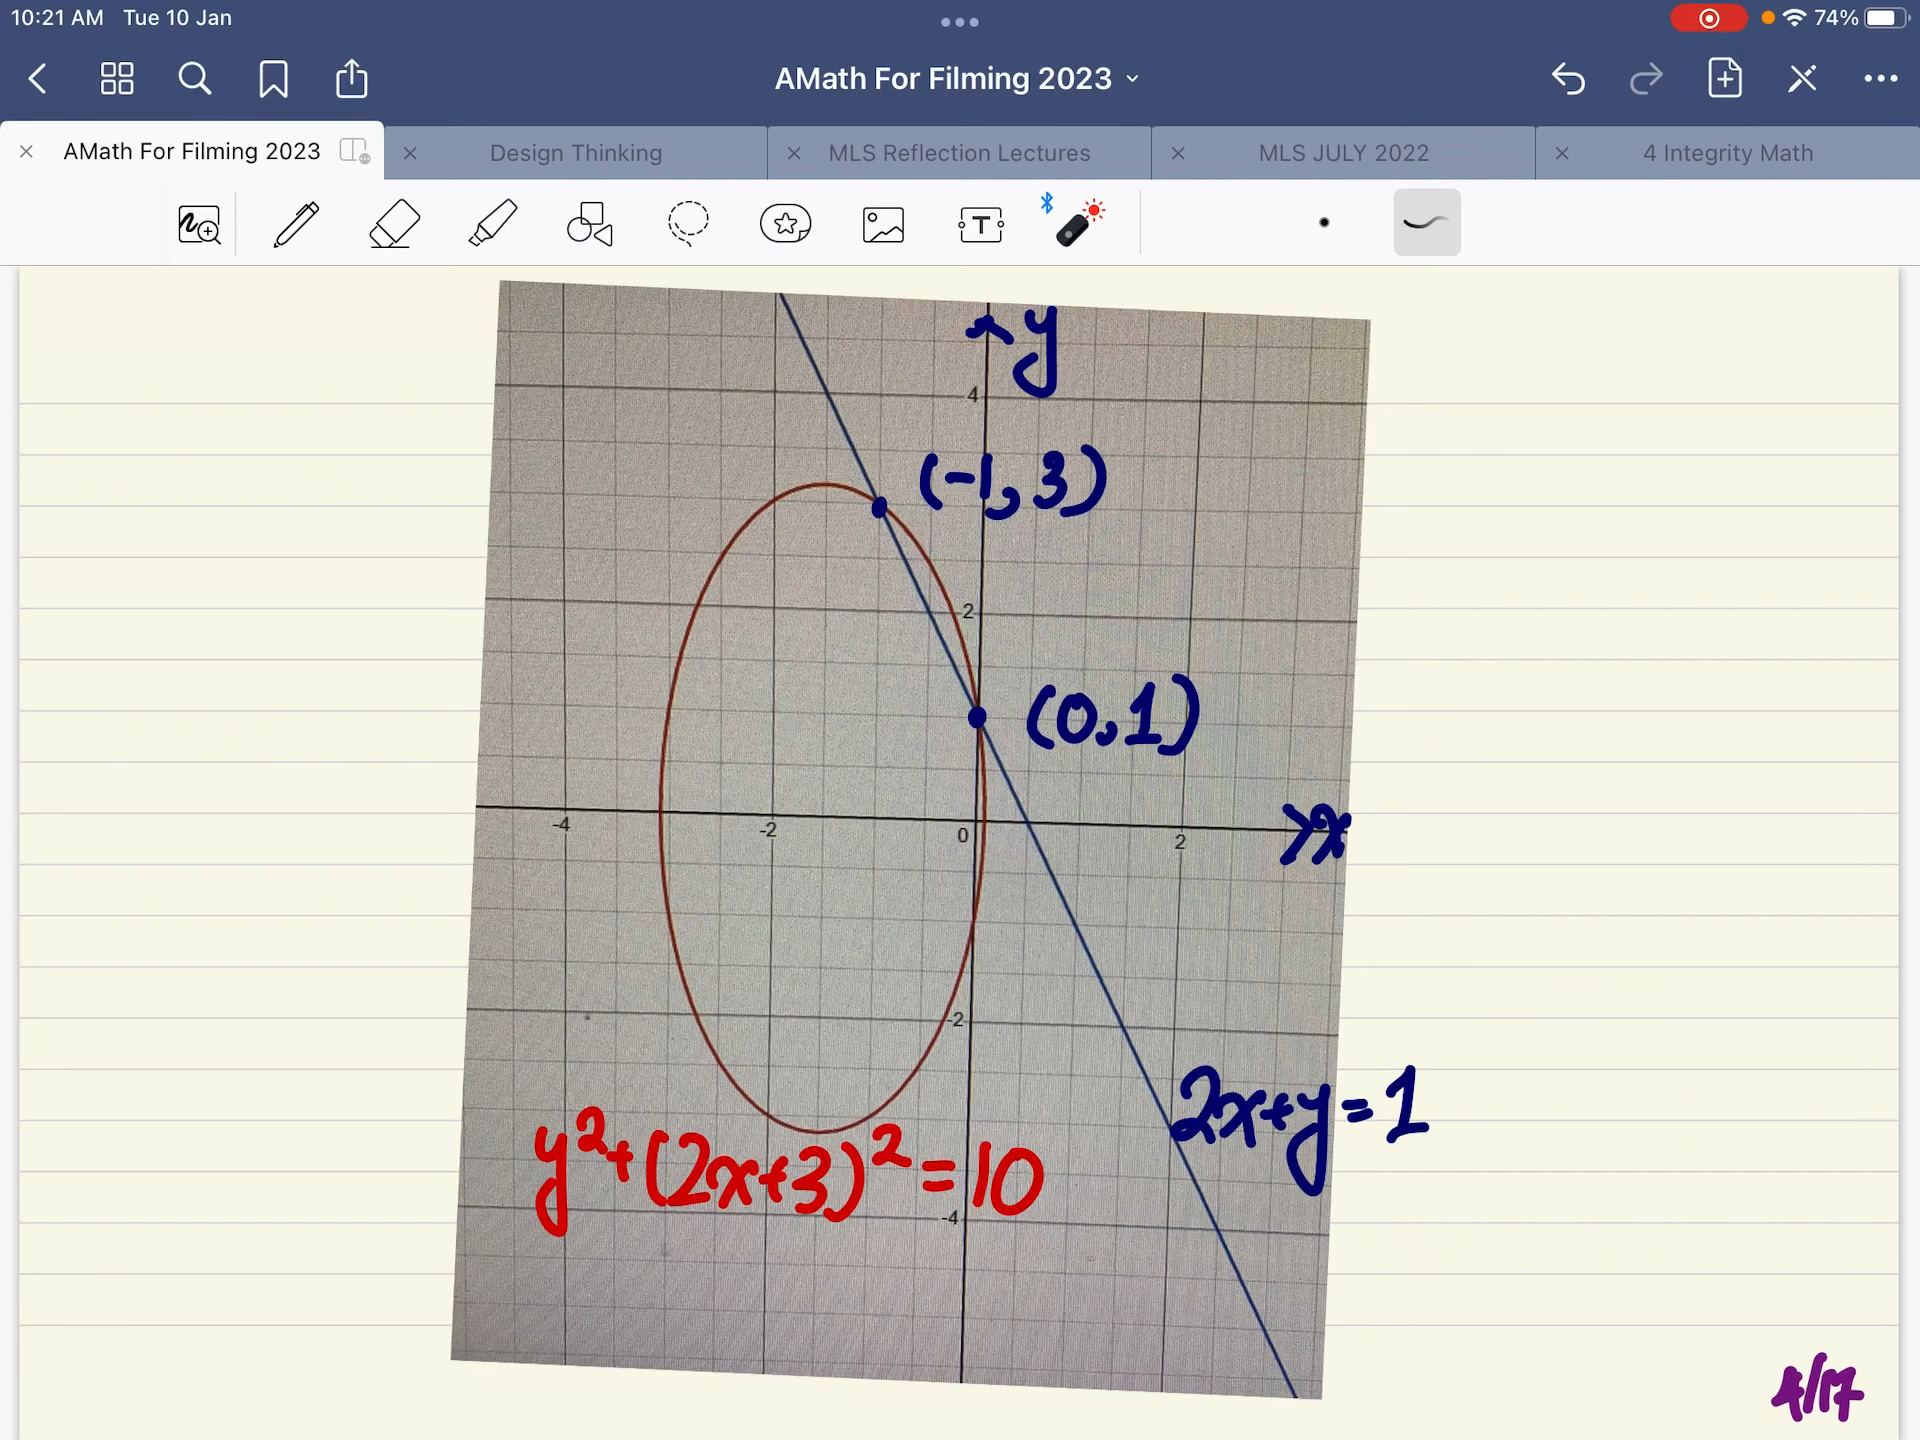 10:21 AM Tue 10 Jan
74%
AMath For Filming 2023
AMath For Filming 2023
Design Thinking
MLS Reflection Lectures
MLS JULY 2022
4 Integrity Math
T
y
4
(-1,3)
2
(0,1)
-4
-2
0
2
x
-2
2x+y=1
y²+(2x+3)²=10
-4
4/17